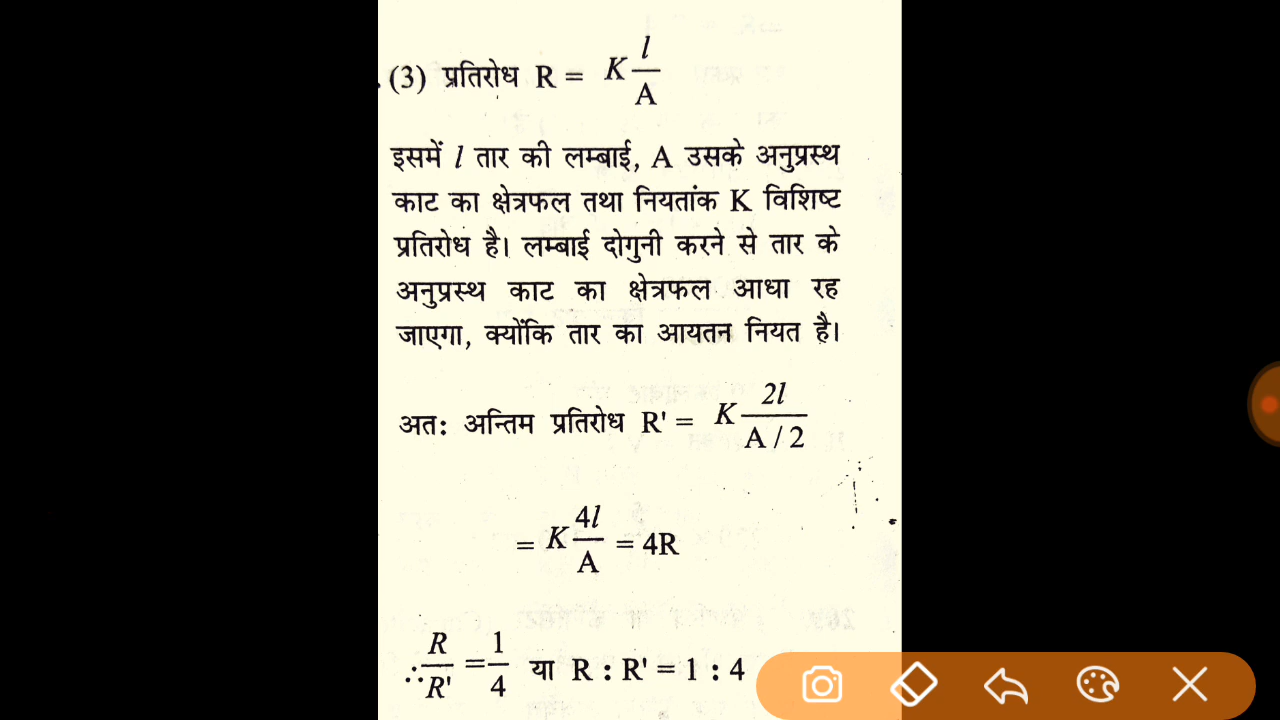 (3) प्रतिरोध R = K l/A
इसमें l तार की लम्बाई, A उसके अनुप्रस्थ
काट का क्षेत्रफल तथा नियतांक K विशिष्ट
प्रतिरोध है। लम्बाई दोगुनी करने से तार के
अनुप्रस्थ काट का क्षेत्रफल आधा रह
जाएगा, क्योंकि तार का आयतन नियत है।
अतः अन्तिम प्रतिरोध R' = K 2l/A / 2
= K 4l/A = 4R
∴ R/R' = 1/4 या R : R' = 1 : 4